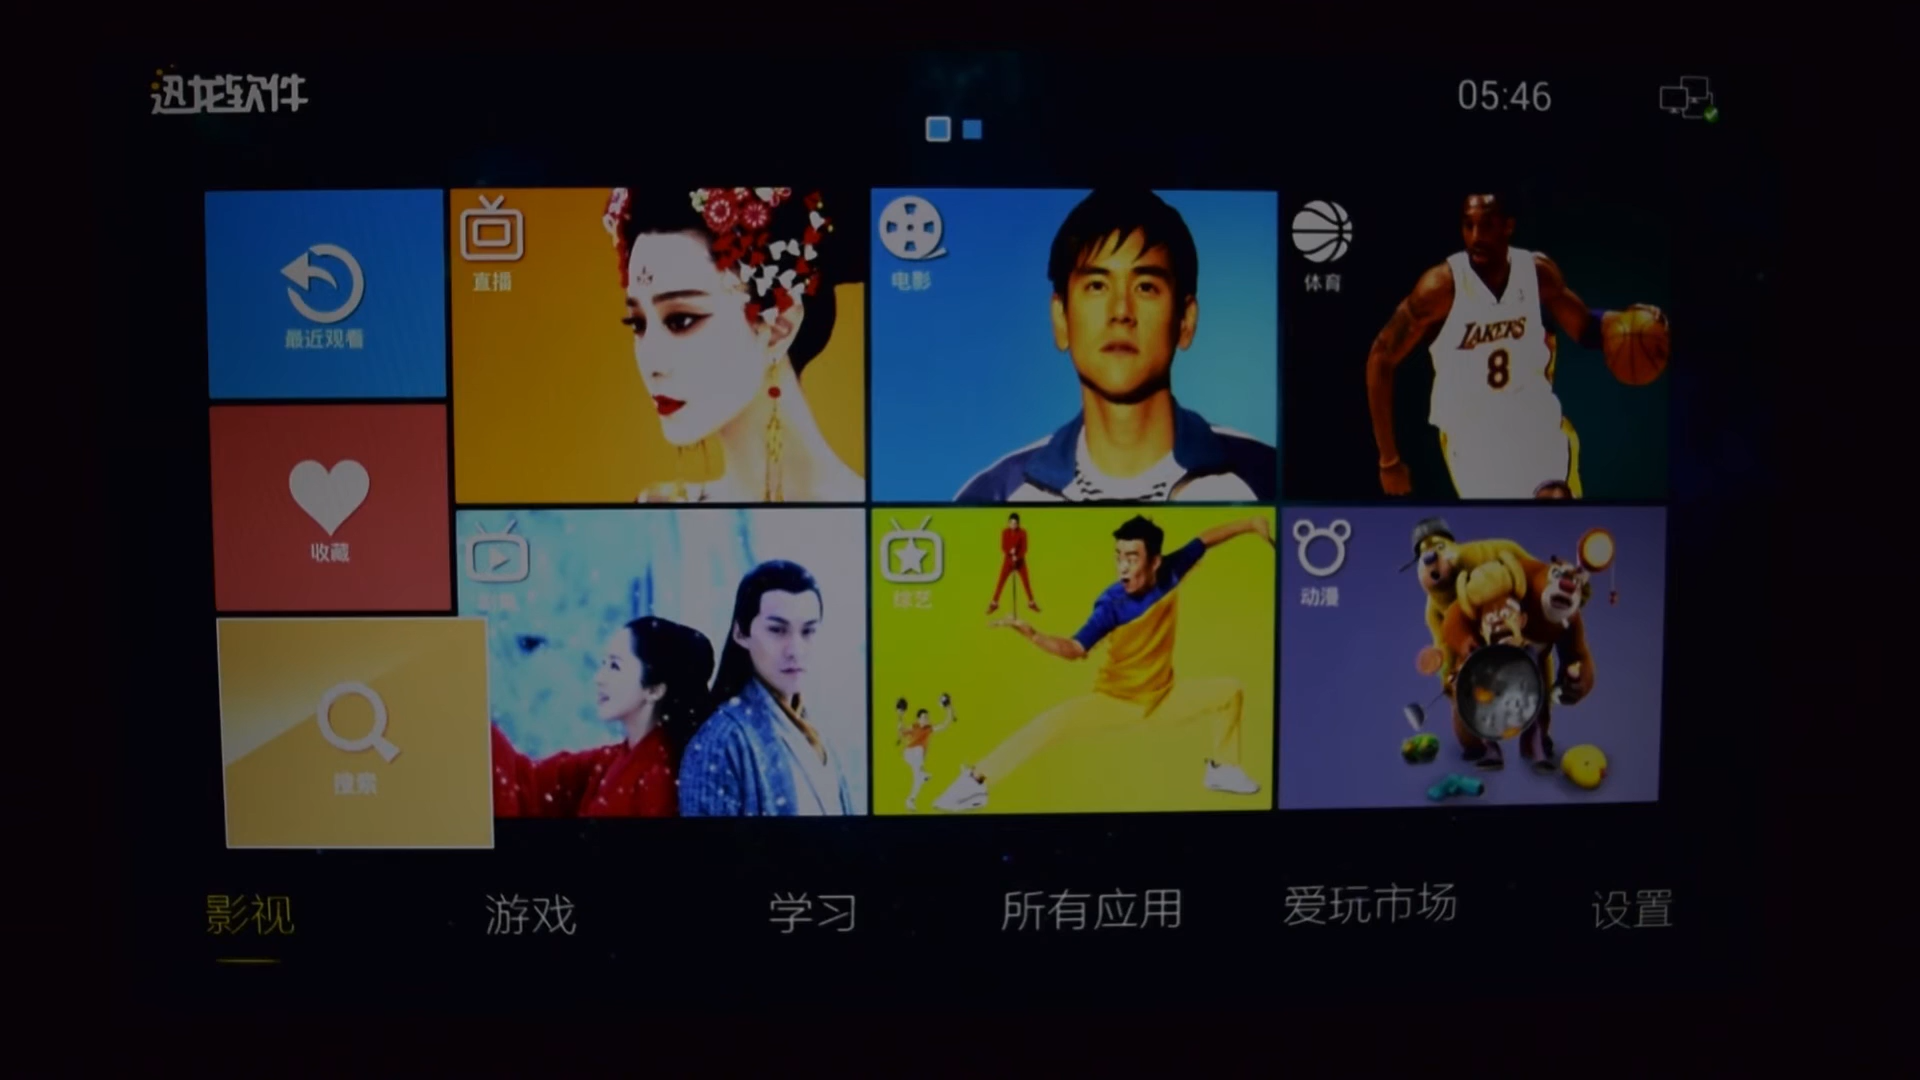 迅龙软件
05:46
最近观看
直播
电影
体育
LAKERS
8
收藏
综艺
动漫
搜索
影视
游戏
学习
所有应用
爱玩市场
设置